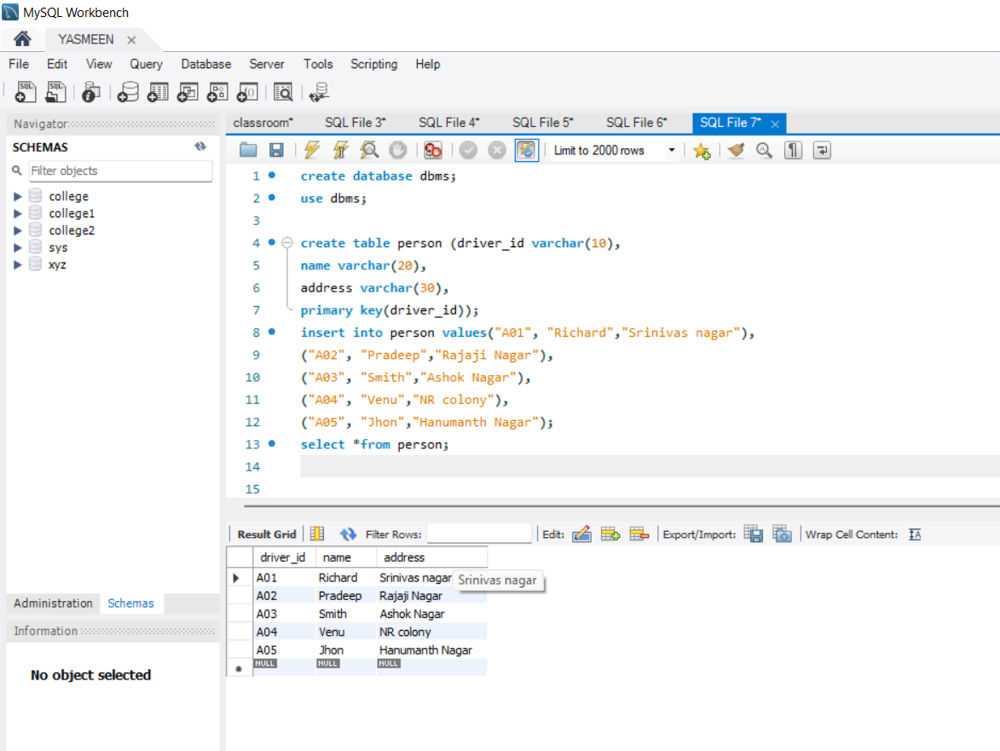 MySQL Workbench
YASMEEN
File Edit View Query Database Server Tools Scripting Help
Navigator
SCHEMAS
Filter objects
college
college1
college2
sys
xyz
Administration Schemas
Information
No object selected
classroom* SQL File 3* SQL File 4* SQL File 5* SQL File 6* SQL File 7*
Limit to 2000 rows
1 create database dbms;
2 use dbms;
3
4 create table person (driver_id varchar(10),
5 name varchar(20),
6 address varchar(30),
7 primary key(driver_id));
8 insert into person values("A01", "Richard","Srinivas nagar"),
9 ("A02", "Pradeep","Rajaji Nagar"),
10 ("A03", "Smith","Ashok Nagar"),
11 ("A04", "Venu","NR colony"),
12 ("A05", "Jhon","Hanumanth Nagar");
13 select *from person;
14
15
Result Grid Filter Rows: Edit: Export/Import: Wrap Cell Content: IA
driver_id name address
A01 Richard Srinivas nagar Srinivas nagar
A02 Pradeep Rajaji Nagar
A03 Smith Ashok Nagar
A04 Venu NR colony
A05 Jhon Hanumanth Nagar
NULL NULL NULL